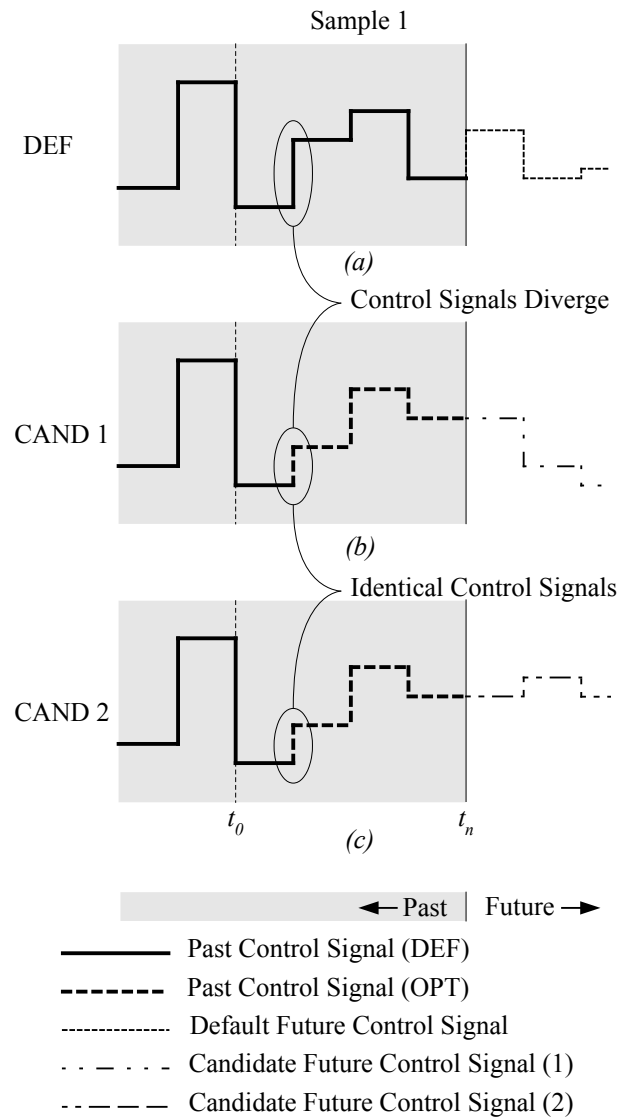 Sample 1
DEF
(a)
Control Signals Diverge
CAND 1
(b)
Identical Control Signals
CAND 2
t0
tn
(c)
Past
Future
Past Control Signal (DEF)
Past Control Signal (OPT)
Default Future Control Signal
Candidate Future Control Signal (1)
Candidate Future Control Signal (2)